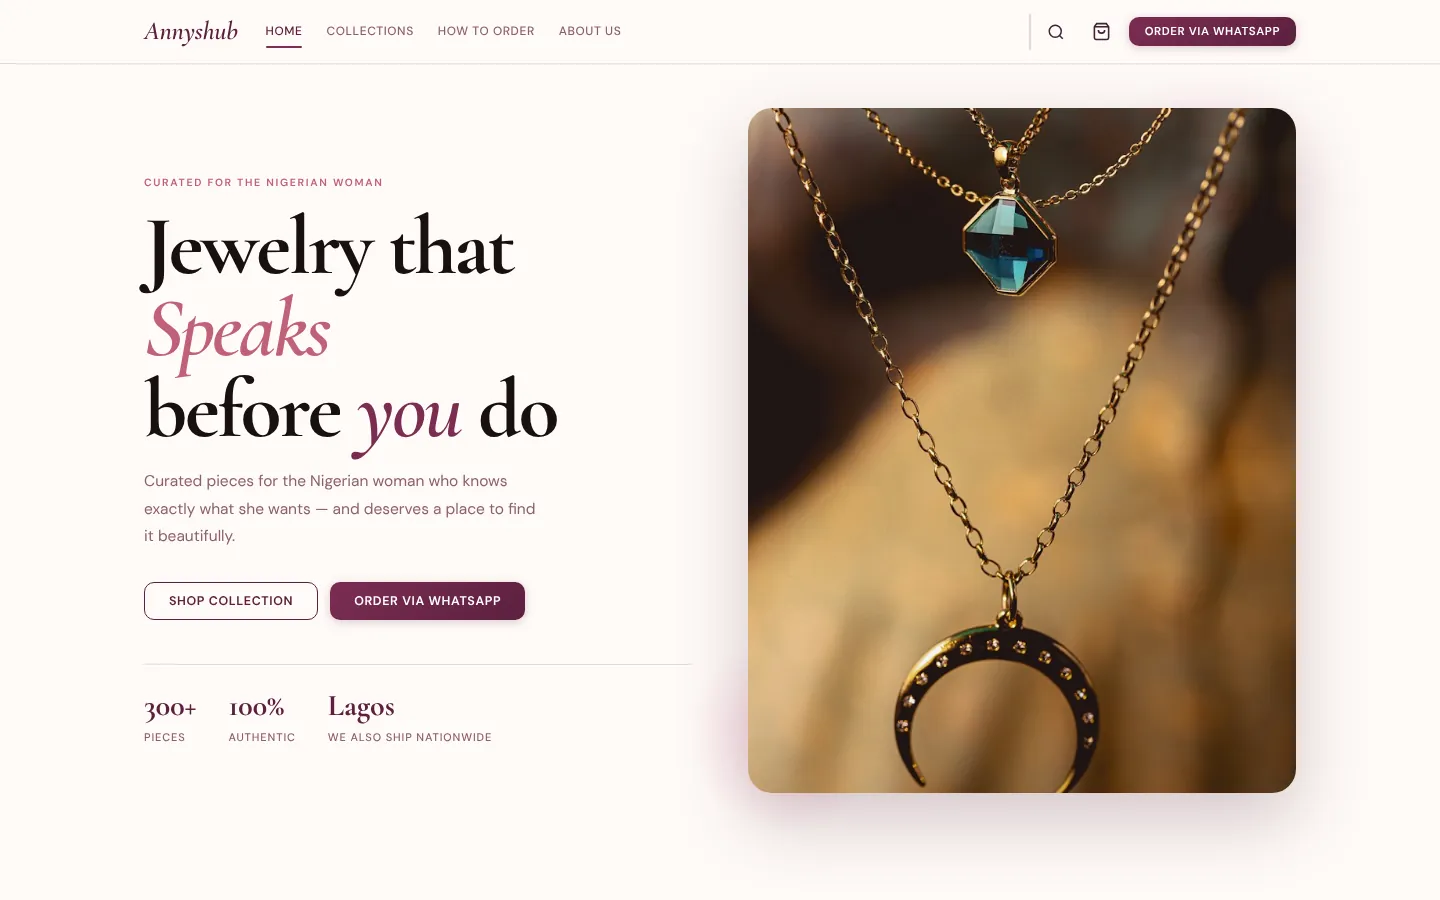 Annyshub
HOME
COLLECTIONS
HOW TO ORDER
ABOUT US
ORDER VIA WHATSAPP
CURATED FOR THE NIGERIAN WOMAN
Jewelry that
Speaks
before you do
Curated pieces for the Nigerian woman who knows
exactly what she wants — and deserves a place to find
it beautifully.
SHOP COLLECTION
ORDER VIA WHATSAPP
300+
PIECES
100%
AUTHENTIC
Lagos
WE ALSO SHIP NATIONWIDE